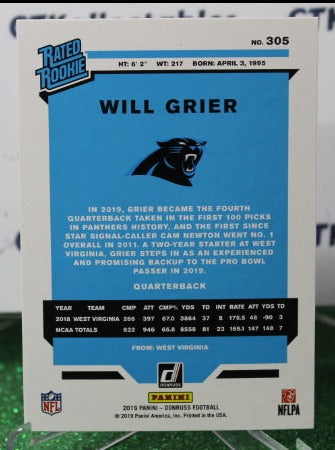 RATED
ROOKIE
NO. 305
HT: 6' 2" WT: 217 BORN: APRIL 3, 1995
WILL GRIER
IN 2019, GRIER BECAME THE FOURTH
QUARTERBACK TAKEN IN THE FIRST 100 PICKS
IN PANTHERS HISTORY, AND THE FIRST SINCE
STAR SIGNAL-CALLER CAM NEWTON WENT NO. 1
OVERALL IN 2011. A TWO-YEAR STARTER AT WEST
VIRGINIA, GRIER STEPS IN AS AN EXPERIENCED
AND PROMISING BACKUP TO THE PRO BOWL
PASSER IN 2019.
QUARTERBACK
YEAR TEAM CMP ATT CMP% YDS TD INT RATE ATT YDS TD
2018 WEST VIRGINIA 266 397 67.0 3864 37 8 175.5 48 -90 3
NCAA TOTALS 622 946 65.8 8558 81 23 165.1 147 148 7
FROM: WEST VIRGINIA
NFL
DONRUSS
PANINI
NFLPA
2019 PANINI - DONRUSS FOOTBALL
© 2019 Panini America, Inc. Printed in the USA.